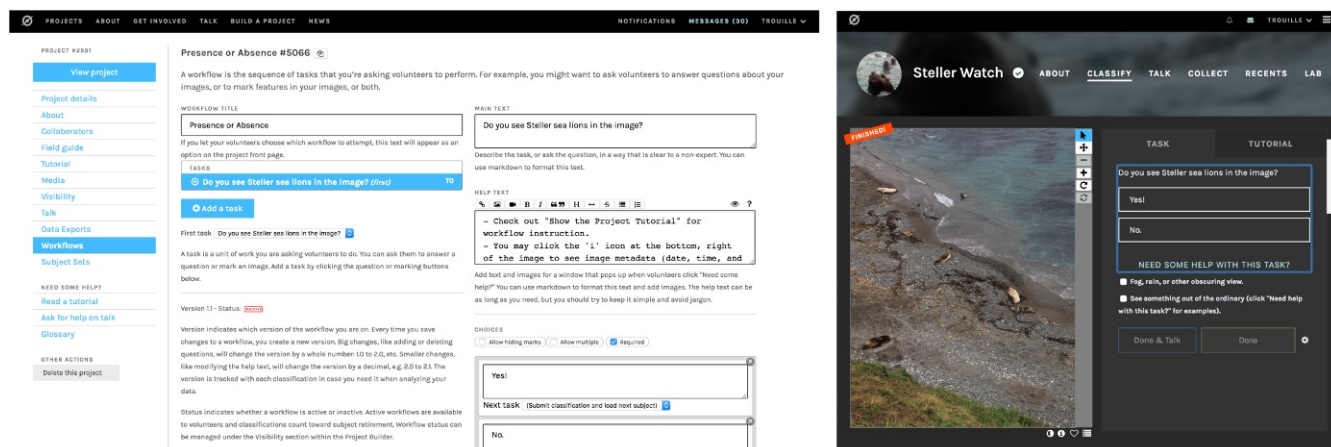 PROJECTS ABOUT GET INVOLVED TALK BUILD A PROJECT NEWS
NOTIFICATIONS MESSAGES (30) TROUILLE
PROJECT #2501
View project
Project details
About
Collaborators
Field guide
Tutorial
Media
Visibility
Talk
Data Exports
Workflows
Subject Sets
NEED SOME HELP?
Read a tutorial
Ask for help on talk
Glossary
OTHER ACTIONS
Delete this project
Presence or Absence #5066
A workflow is the sequence of tasks that you're asking volunteers to perform. For example, you might want to ask volunteers to answer questions about your
images, or to mark features in your images, or both.
WORKFLOW TITLE
Presence or Absence
If you let your volunteers choose which workflow to attempt, this text will appear as an
option on the project front page.
TASKS
Do you see Steller sea lions in the image? (first) T0
Add a task
First task Do you see Steller sea lions in the image?
A task is a unit of work you are asking volunteers to do. You can ask them to answer a
question or mark an image. Add a task by clicking the question or marking buttons
below.
Version 1.1 - Status:
Version indicates which version of the workflow you are on. Every time you save
changes to a workflow, you create a new version. Big changes, like adding or deleting
questions, will change the version by a whole number: 1.0 to 2.0, etc. Smaller changes,
like modifying the help text, will change the version by a decimal, e.g. 2.0 to 2.1. The
version is tracked with each classification in case you need it when analyzing your
data.
Status indicates whether a workflow is active or inactive. Active workflows are available
to volunteers and classifications count toward subject retirement. Workflow status can
be managed under the Visibility section within the Project Builder.
MAIN TEXT
Do you see Steller sea lions in the image?
Describe the task, or ask the question, in a way that is clear to a non-expert. You can
use markdown to format this text.
HELP TEXT
B I H S ?
- Check out "Show the Project Tutorial" for
workflow instruction.
- You may click the 'i' icon at the bottom, right
of the image to see image metadata (date, time, and
Add text and images for a window that pops up when volunteers click "Need some
help?" You can use markdown to format this text and add images. The help text can be
as long as you need, but you should try to keep it simple and avoid jargon.
CHOICES
Allow hiding marks Allow multiple Required
Yes!
Next task (Submit classification and load next subject)
No.
TROUILLE
Steller Watch ABOUT CLASSIFY TALK COLLECT RECENTS LAB
FINISHED!
TASK TUTORIAL
Do you see Steller sea lions in the image?
Yes!
No.
NEED SOME HELP WITH THIS TASK?
Fog, rain, or other obscuring view.
See something out of the ordinary (click "Need help
with this task?" for examples).
Done & Talk Done